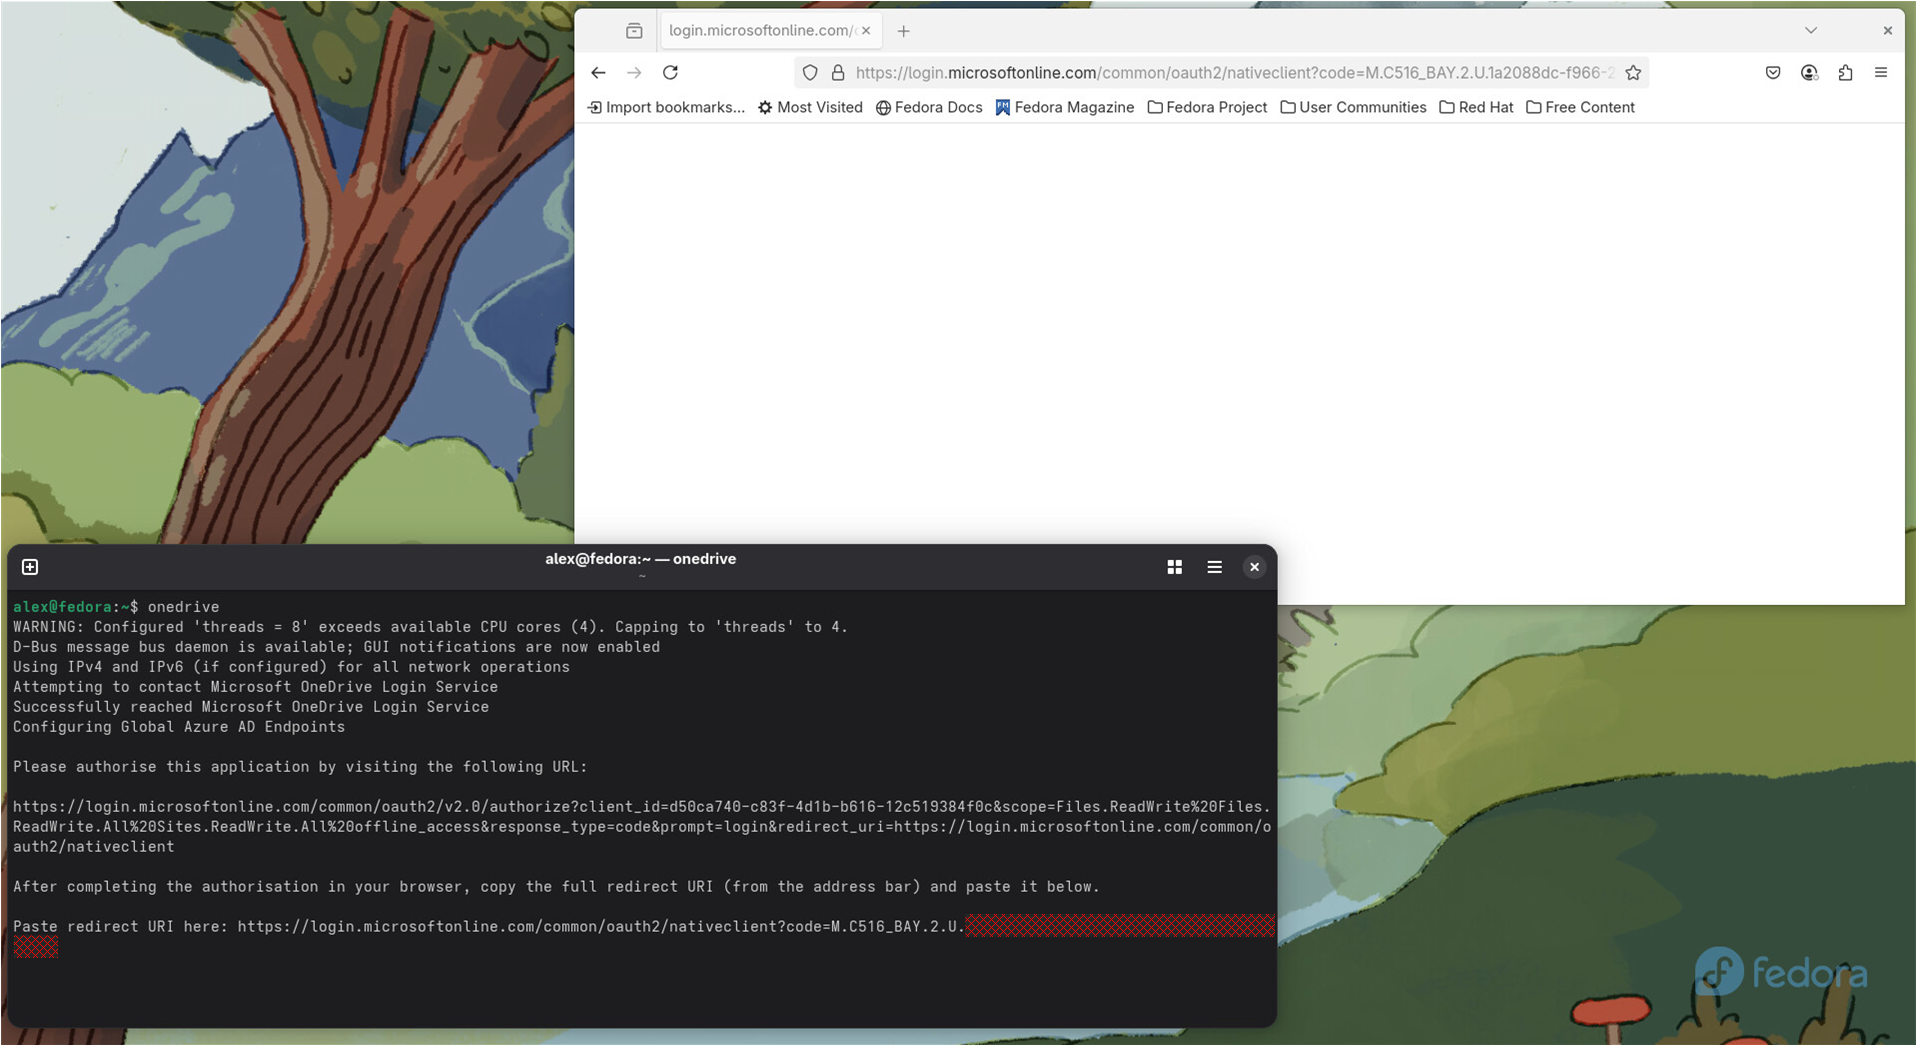 login.microsoftonline.com/c
https://login.microsoftonline.com/common/oauth2/nativeclient?code=M.C516_BAY.2.U.1a2088dc-f966-2
Import bookmarks... Most Visited Fedora Docs Fedora Magazine Fedora Project User Communities Red Hat Free Content
alex@fedora:~ — onedrive
~
alex@fedora:~$ onedrive
WARNING: Configured 'threads = 8' exceeds available CPU cores (4). Capping to 'threads' to 4.
D-Bus message bus daemon is available; GUI notifications are now enabled
Using IPv4 and IPv6 (if configured) for all network operations
Attempting to contact Microsoft OneDrive Login Service
Successfully reached Microsoft OneDrive Login Service
Configuring Global Azure AD Endpoints
Please authorise this application by visiting the following URL:
https://login.microsoftonline.com/common/oauth2/v2.0/authorize?client_id=d50ca740-c83f-4d1b-b616-12c519384f0c&scope=Files.ReadWrite%20Files.
ReadWrite.All%20Sites.ReadWrite.All%20offline_access&response_type=code&prompt=login&redirect_uri=https://login.microsoftonline.com/common/o
auth2/nativeclient
After completing the authorisation in your browser, copy the full redirect URI (from the address bar) and paste it below.
Paste redirect URI here: https://login.microsoftonline.com/common/oauth2/nativeclient?code=M.C516_BAY.2.U.
fedora